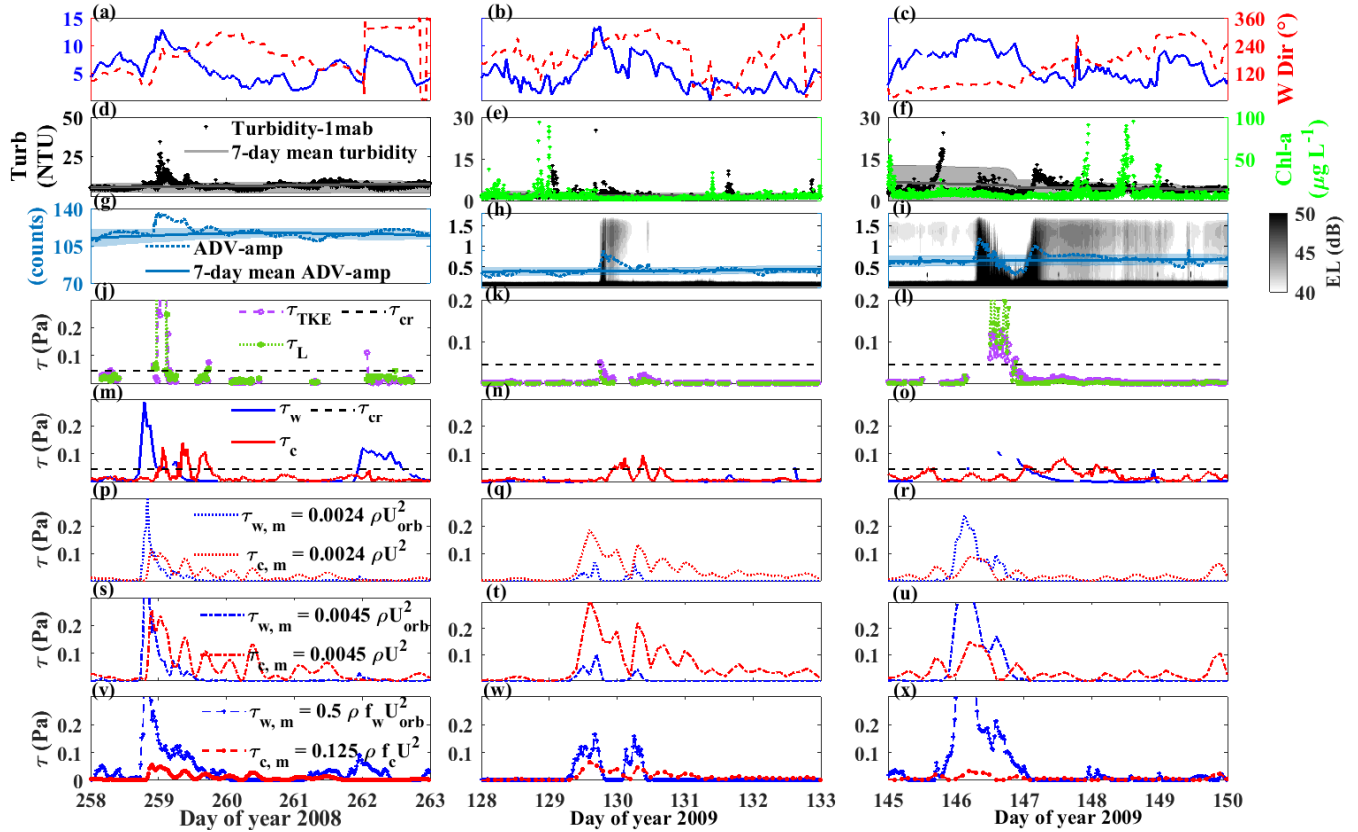 (a) (b) (c)
15 10 5
360 240 120 0
W Dir (°)
(d) (e) (f)
Turb (NTU)
50 25 0
Turbidity-1mab
7-day mean turbidity
30 15 0
30 15 0
100 50 0
Chl-a (μg L⁻¹)
(g) (h) (i)
(counts)
140 105 70
ADV-amp
7-day mean ADV-amp
1.5 1 0.5
1.5 1 0.5
50 45 40
EL (dB)
(j) (k) (l)
τ (Pa)
0.2 0.1
τ_TKE τ_cr
τ_L
0.2 0.1
0.2 0.1
(m) (n) (o)
τ (Pa)
0.2 0.1
τ_w τ_cr
τ_c
0.2 0.1
0.2 0.1
(p) (q) (r)
τ (Pa)
0.2 0.1
τ_w, m = 0.0024 ρU²_orb
τ_c, m = 0.0024 ρU²
0.2 0.1
0.2 0.1
(s) (t) (u)
τ (Pa)
0.2 0.1
τ_w, m = 0.0045 ρU²_orb
τ_c, m = 0.0045 ρU²
0.2 0.1
0.2 0.1
(v) (w) (x)
τ (Pa)
0.2 0.1 0
τ_w, m = 0.5 ρ f_wU²_orb
τ_c, m = 0.125 ρ f_cU²
0.2 0.1 0
0.2 0.1 0
258 259 260 261 262 263
128 129 130 131 132 133
145 146 147 148 149 150
Day of year 2008
Day of year 2009
Day of year 2009